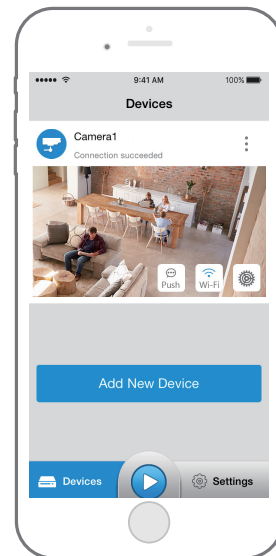 9:41 AM 100%
Devices
Camera1
Connection succeeded
Push Wi-Fi
Add New Device
Devices Settings